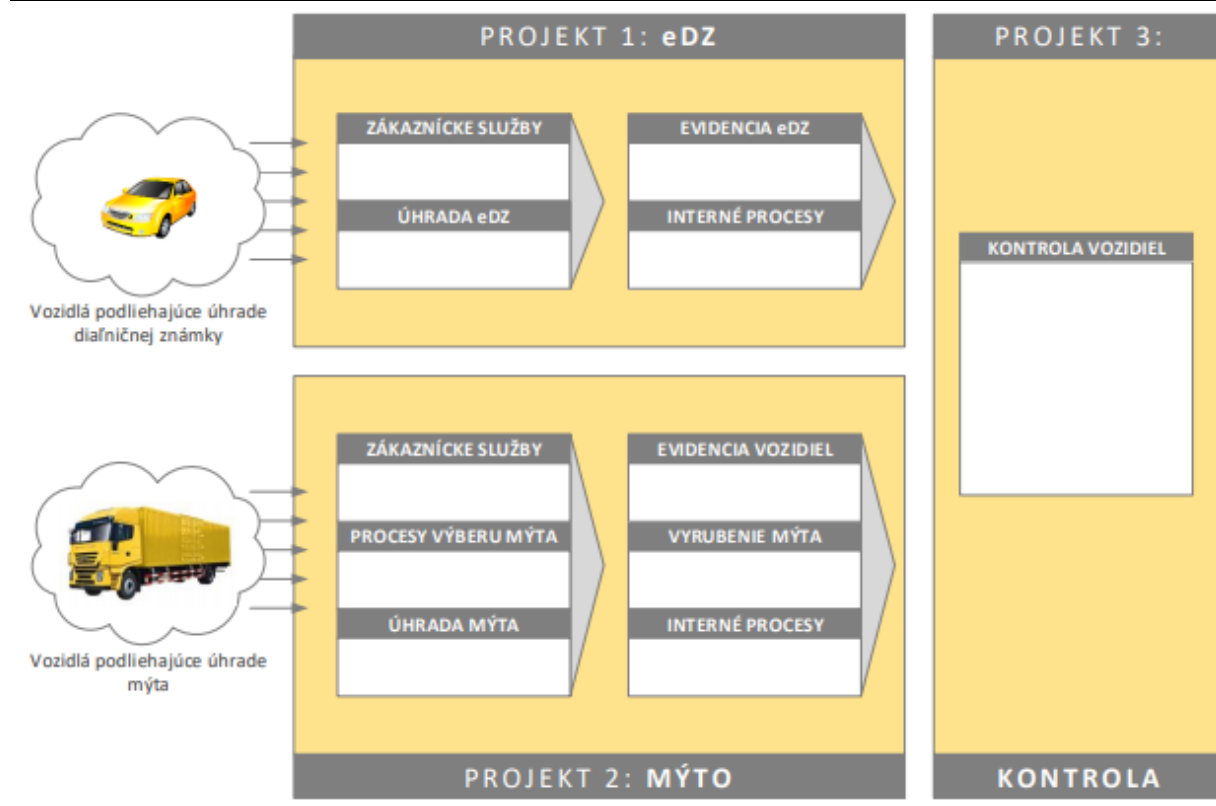 PROJEKT 1: eDZ
ZÁKAZNÍCKE SLUŽBY
EVIDENCIA eDZ
ÚHRADA eDZ
INTERNÉ PROCESY
Vozidlá podliehajúce úhrade
diaľničnej známky
ZÁKAZNÍCKE SLUŽBY
EVIDENCIA VOZIDIEL
PROCESY VÝBERU MÝTA
VYRUBENIE MÝTA
ÚHRADA MÝTA
INTERNÉ PROCESY
Vozidlá podliehajúce úhrade
mýta
PROJEKT 2: MÝTO
PROJEKT 3:
KONTROLA VOZIDIEL
KONTROLA